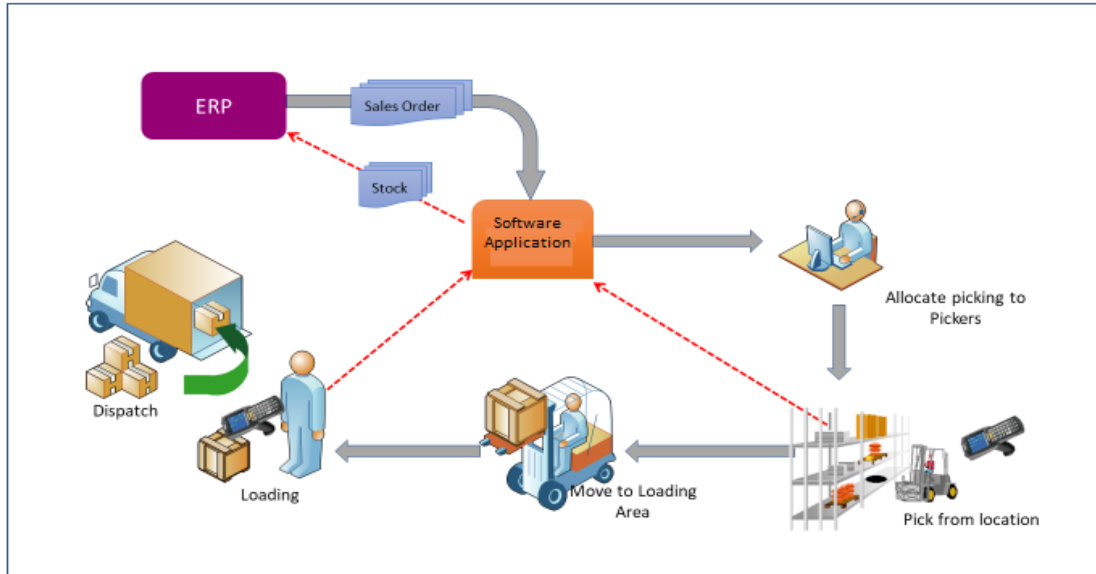 ERP
Sales Order
Stock
Software
Application
Allocate picking to
Pickers
Dispatch
Loading
Move to Loading
Area
Pick from location